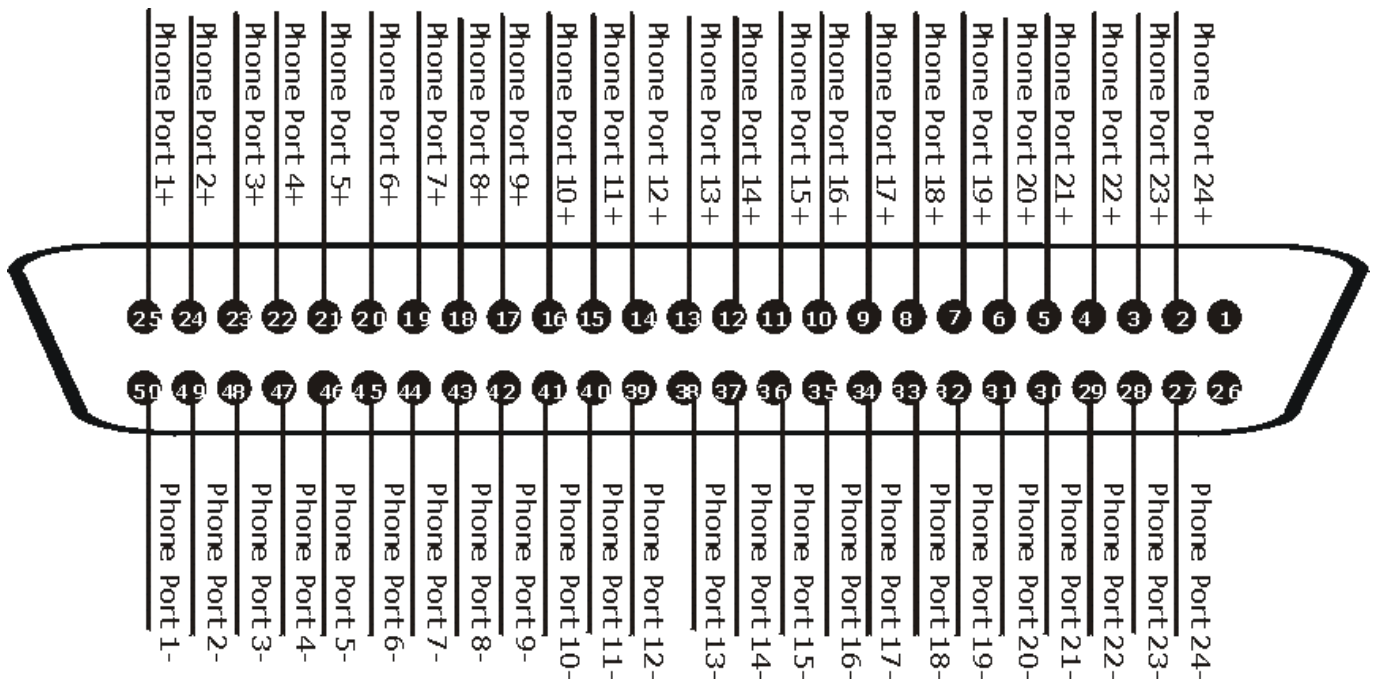 Phone Port 1+
Phone Port 2+
Phone Port 3+
Phone Port 4+
Phone Port 5+
Phone Port 6+
Phone Port 7+
Phone Port 8+
Phone Port 9+
Phone Port 10+
Phone Port 11+
Phone Port 12+
Phone Port 13+
Phone Port 14+
Phone Port 15+
Phone Port 16+
Phone Port 17+
Phone Port 18+
Phone Port 19+
Phone Port 20+
Phone Port 21+
Phone Port 22+
Phone Port 23+
Phone Port 24+
25 24 23 22 21 20 19 18 17 16 15 14 13 12 11 10 9 8 7 6 5 4 3 2 1
50 49 48 47 46 45 44 43 42 41 40 39 38 37 36 35 34 33 32 31 30 29 28 27 26
Phone Port 1-
Phone Port 2-
Phone Port 3-
Phone Port 4-
Phone Port 5-
Phone Port 6-
Phone Port 7-
Phone Port 8-
Phone Port 9-
Phone Port 10-
Phone Port 11-
Phone Port 12-
Phone Port 13-
Phone Port 14-
Phone Port 15-
Phone Port 16-
Phone Port 17-
Phone Port 18-
Phone Port 19-
Phone Port 20-
Phone Port 21-
Phone Port 22-
Phone Port 23-
Phone Port 24-